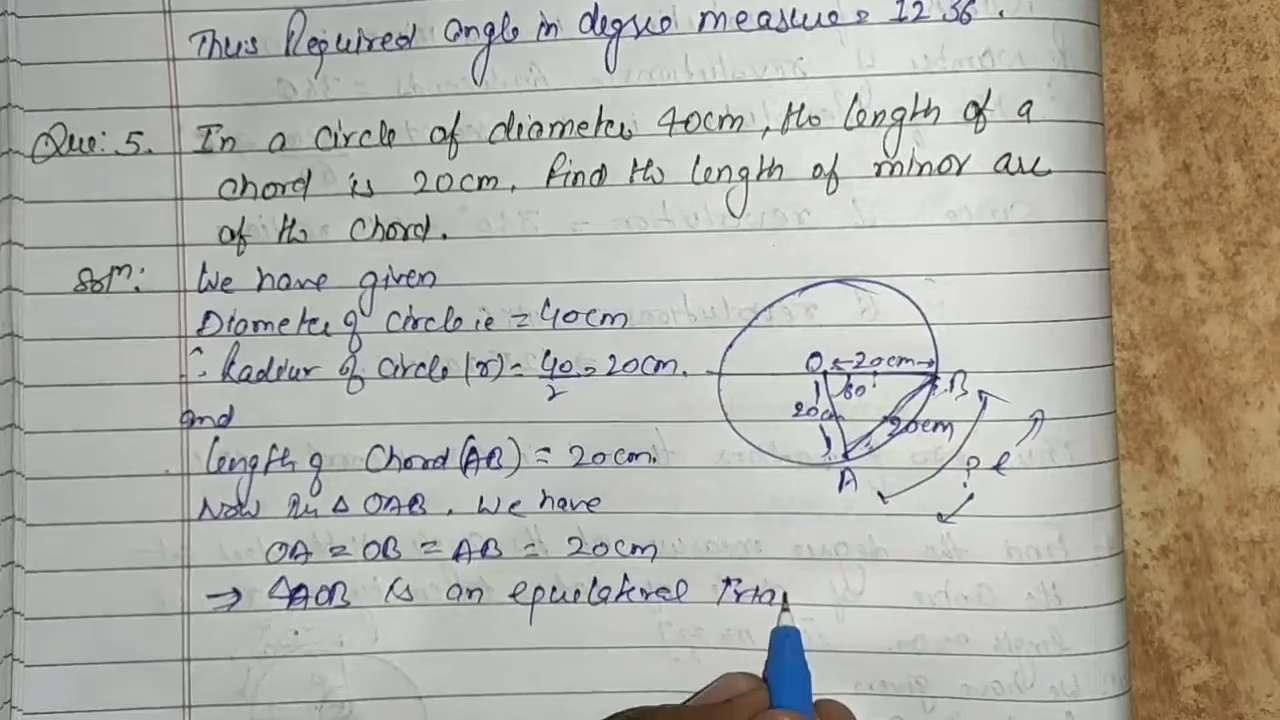 Thus Required angle in degree measure = 12°36'.
Que: 5. In a circle of diameter 40cm, the length of a
chord is 20cm. Find the length of minor arc
of the chord.
Solⁿ: We have given
Diameter of circle ie = 40cm
∴ Radius of circle (r) = 40/2 = 20cm.
and
length of Chord (AB) = 20cm.
Now in △ OAB, we have
OA = OB = AB = 20cm
→ △AOB is an equilateral Tria
O ←20cm→
60°
B
20cm
20cm
? l
A